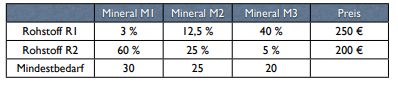 Mineral M1 Mineral M2 Mineral M3 Preis
Rohstoff R1 3 % 12,5 % 40 % 250 €
Rohstoff R2 60 % 25 % 5 % 200 €
Mindestbedarf 30 25 20